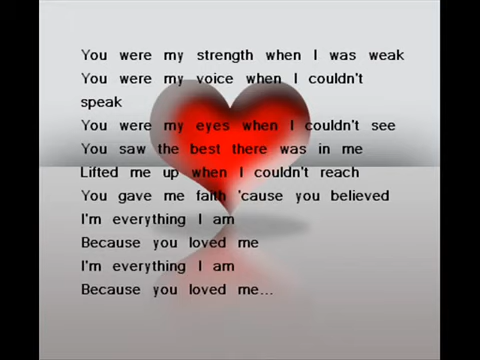 You were my strength when I was weak
You were my voice when I couldn't
speak
You were my eyes when I couldn't see
You saw the best there was in me
Lifted me up when I couldn't reach
You gave me faith 'cause you believed
I'm everything I am
Because you loved me
I'm everything I am
Because you loved me...